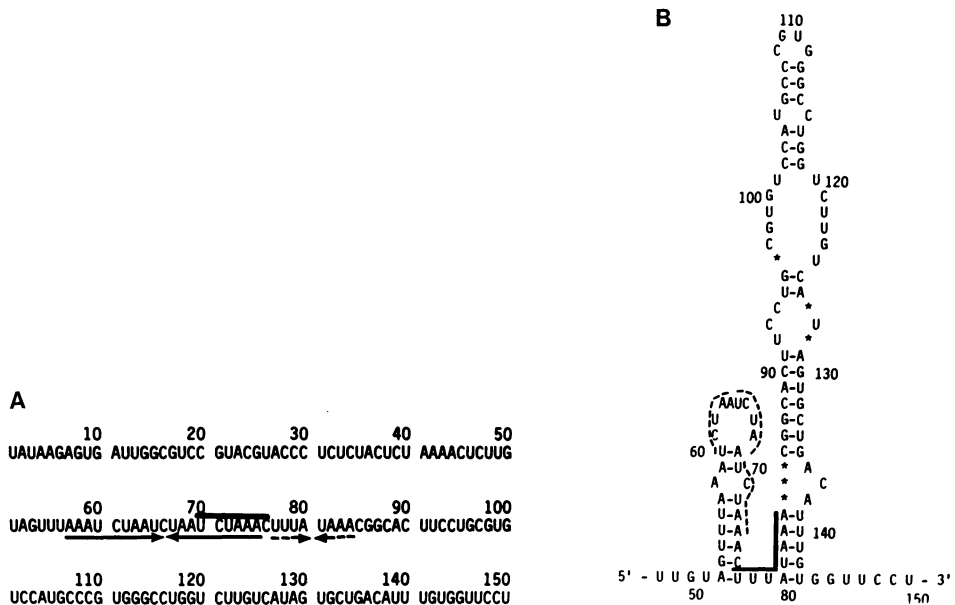 A
10 20 30 40 50
UAUAAGAGUG AUUGGCGUCC GUACGUACCC UCUCUACUCU AAAACUCUUG
60 70 80 90 100
UAGUUUAAAU CUAAUCUAAU CUAAACUUUA UAAACGGCAC UUCCUGCGUG
110 120 130 140 150
UCCAUGCCCG UGGGCCUGGU CUUGUCAUAG UGCUGACAUU UGUGGUUCCU
B
110
G U
C G
C-G
C-G
G C
U C
A-U
C-G
C-G
U U 120
100 G C
U U
G U
C G
* U
G-C
U-A
C *
C U
U *
U-A
90 C-G 130
A U
C G
AAUC G C
U U G U
C A C G
60 U-A * A
A U 70 * C
A C * A
A U A-A
U-A A U 140
U A A U
U-A A U
G C U-G
5' - U U G U A U U U A U G G U U C C U - 3'
50 80 150